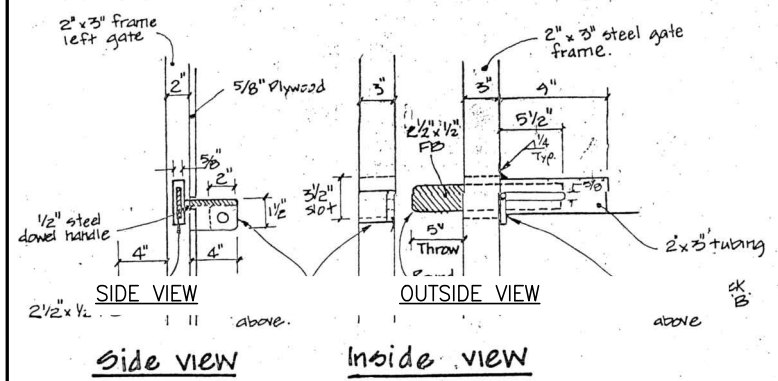 2" x 3" frame
left gate
2"
5/8" Plywood
5/8"
2"
1 1/2"
1/2" steel
dowel handle
4"
4"
SIDE VIEW
2 1/2" x 1/2
above.
Side view
2" x 3" steel gate
frame.
3"
3"
9"
5 1/2"
2 1/2" x 1/2"
FB
1/4
Typ.
3 1/2"
slot
5/8"
5"
Throw
2" x 3" tubing
OUTSIDE VIEW
above
Inside view